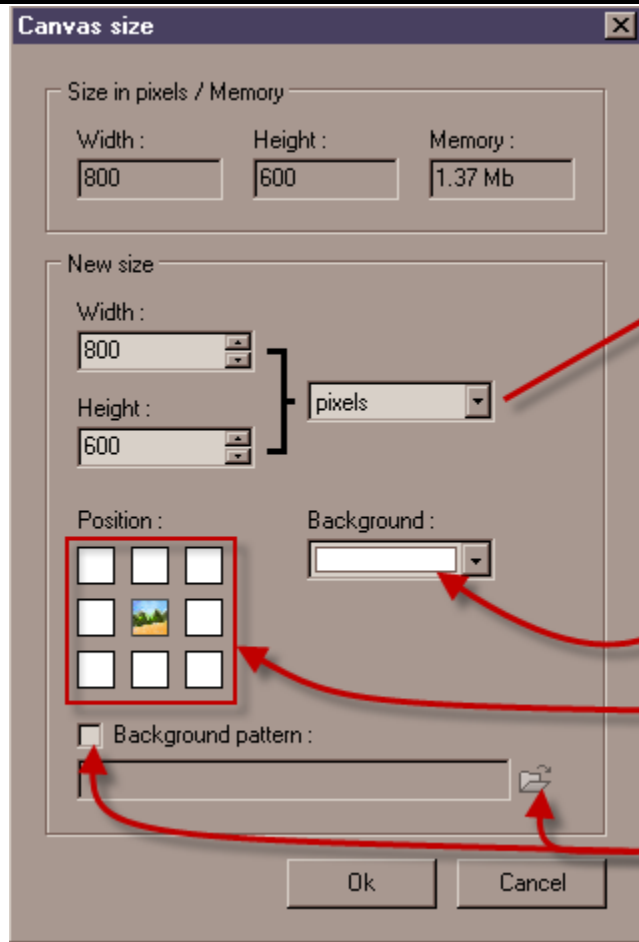 Canvas size
Size in pixels / Memory
Width : Height : Memory :
800 600 1.37 Mb
New size
Width :
800
pixels
Height :
600
Position : Background :
Background pattern :
Ok Cancel